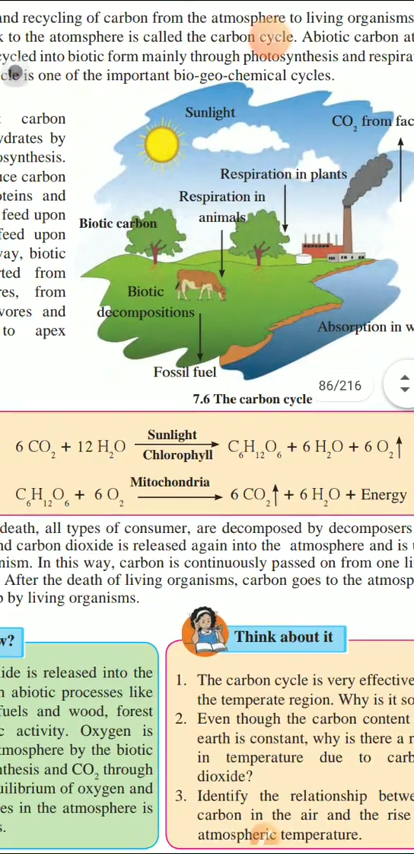 and recycling of carbon from the atmosphere to living organisms
to the atomsphere is called the carbon cycle. Abiotic carbon at
cycled into biotic form mainly through photosynthesis and respira
cle is one of the important bio-geo-chemical cycles.
carbon
ydrates by
osynthesis.
ce carbon
oteins and
feed upon
feed upon
vay, biotic
rted from
res, from
vores and
to apex
Sunlight
CO₂ from fac
Respiration in plants
Respiration in
animals
Biotic carbon
Biotic
decompositions
Absorption in w
Fossil fuel
86/216
7.6 The carbon cycle
6 CO₂ + 12 H₂O Sunlight Chlorophyll → C₆H₁₂O₆ + 6 H₂O + 6 O₂↑
C₆H₁₂O₆ + 6 O₂ Mitochondria → 6 CO₂↑ + 6 H₂O + Energy
death, all types of consumer, are decomposed by decomposers
nd carbon dioxide is released again into the atmosphere and is
nism. In this way, carbon is continuously passed on from one li
After the death of living organisms, carbon goes to the atmosp
by living organisms.
w?
ide is released into the
n abiotic processes like
fuels and wood, forest
c activity. Oxygen is
tmosphere by the biotic
nthesis and CO₂ through
uilibrium of oxygen and
es in the atmosphere is
s.
Think about it
1. The carbon cycle is very effective
the temperate region. Why is it so
2. Even though the carbon content
earth is constant, why is there a r
in temperature due to carb
dioxide?
3. Identify the relationship betwe
carbon in the air and the rise
atmospheric temperature.